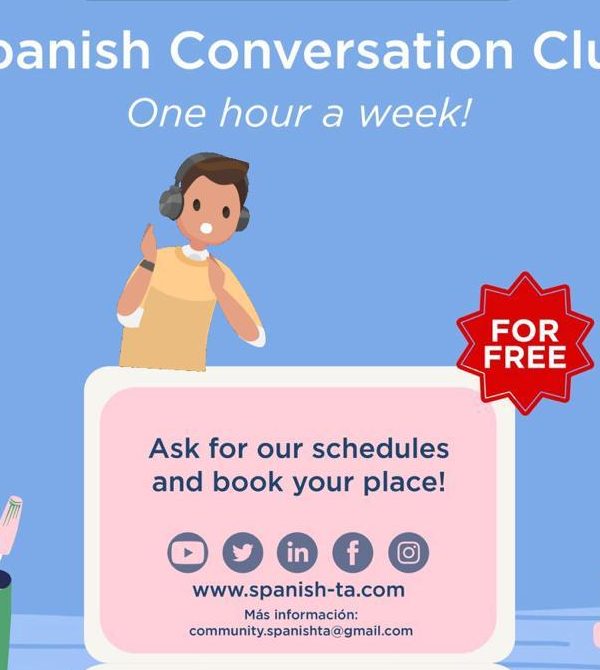 panish Conversation Clu
One hour a week!
FOR
FREE
Ask for our schedules
and book your place!
www.spanish-ta.com
Más información:
community.spanishta@gmail.com